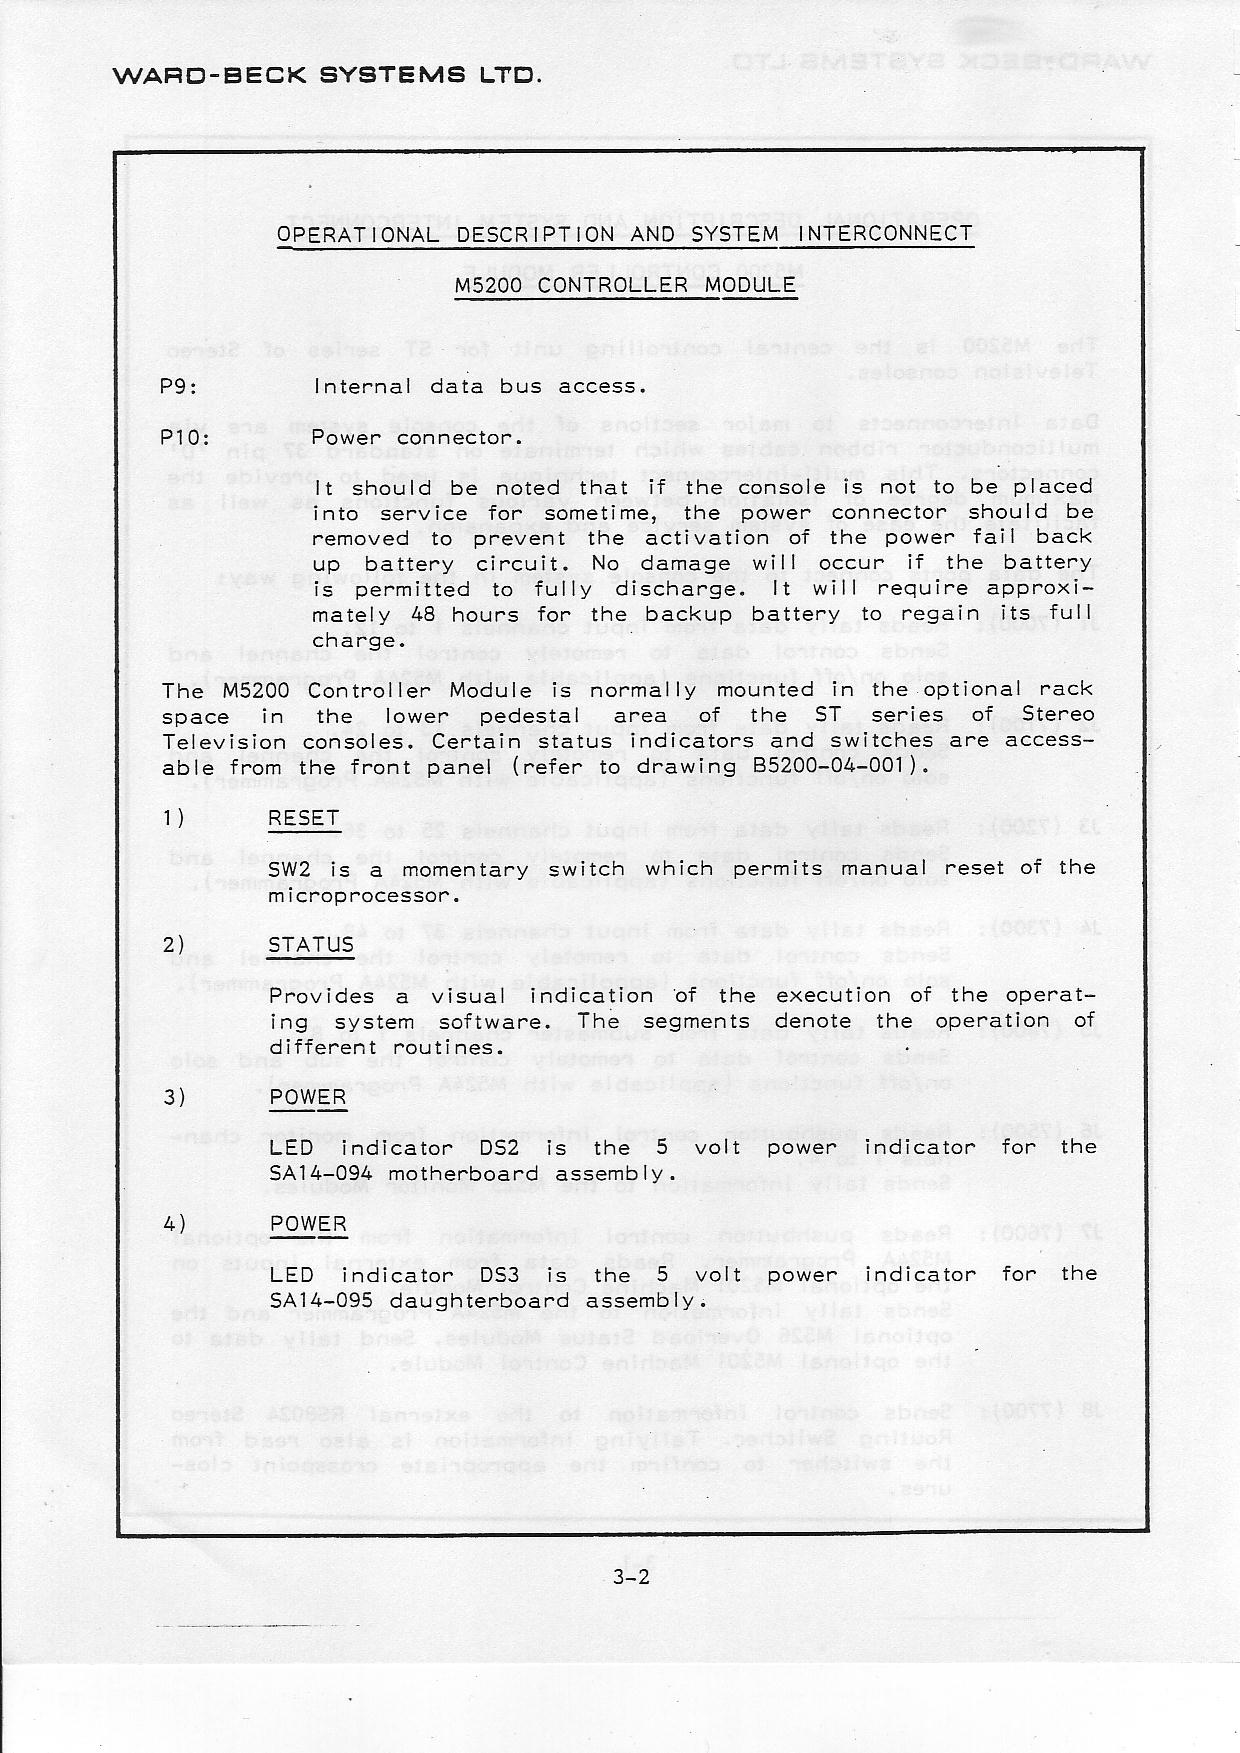 WARD-BECK SYSTEMS LTD.
OPERATIONAL DESCRIPTION AND SYSTEM INTERCONNECT
M5200 CONTROLLER MODULE
P9: Internal data bus access.
P10: Power connector.
It should be noted that if the console is not to be placed
into service for sometime, the power connector should be
removed to prevent the activation of the power fail back
up battery circuit. No damage will occur if the battery
is permitted to fully discharge. It will require approxi-
mately 48 hours for the backup battery to regain its full
charge.
The M5200 Controller Module is normally mounted in the optional rack
space in the lower pedestal area of the ST series of Stereo
Television consoles. Certain status indicators and switches are access-
able from the front panel (refer to drawing B5200-04-001).
1) RESET
SW2 is a momentary switch which permits manual reset of the
microprocessor.
2) STATUS
Provides a visual indication of the execution of the operat-
ing system software. The segments denote the operation of
different routines.
3) POWER
LED indicator DS2 is the 5 volt power indicator for the
SA14-094 motherboard assembly.
4) POWER
LED indicator DS3 is the 5 volt power indicator for the
SA14-095 daughterboard assembly.
3-2